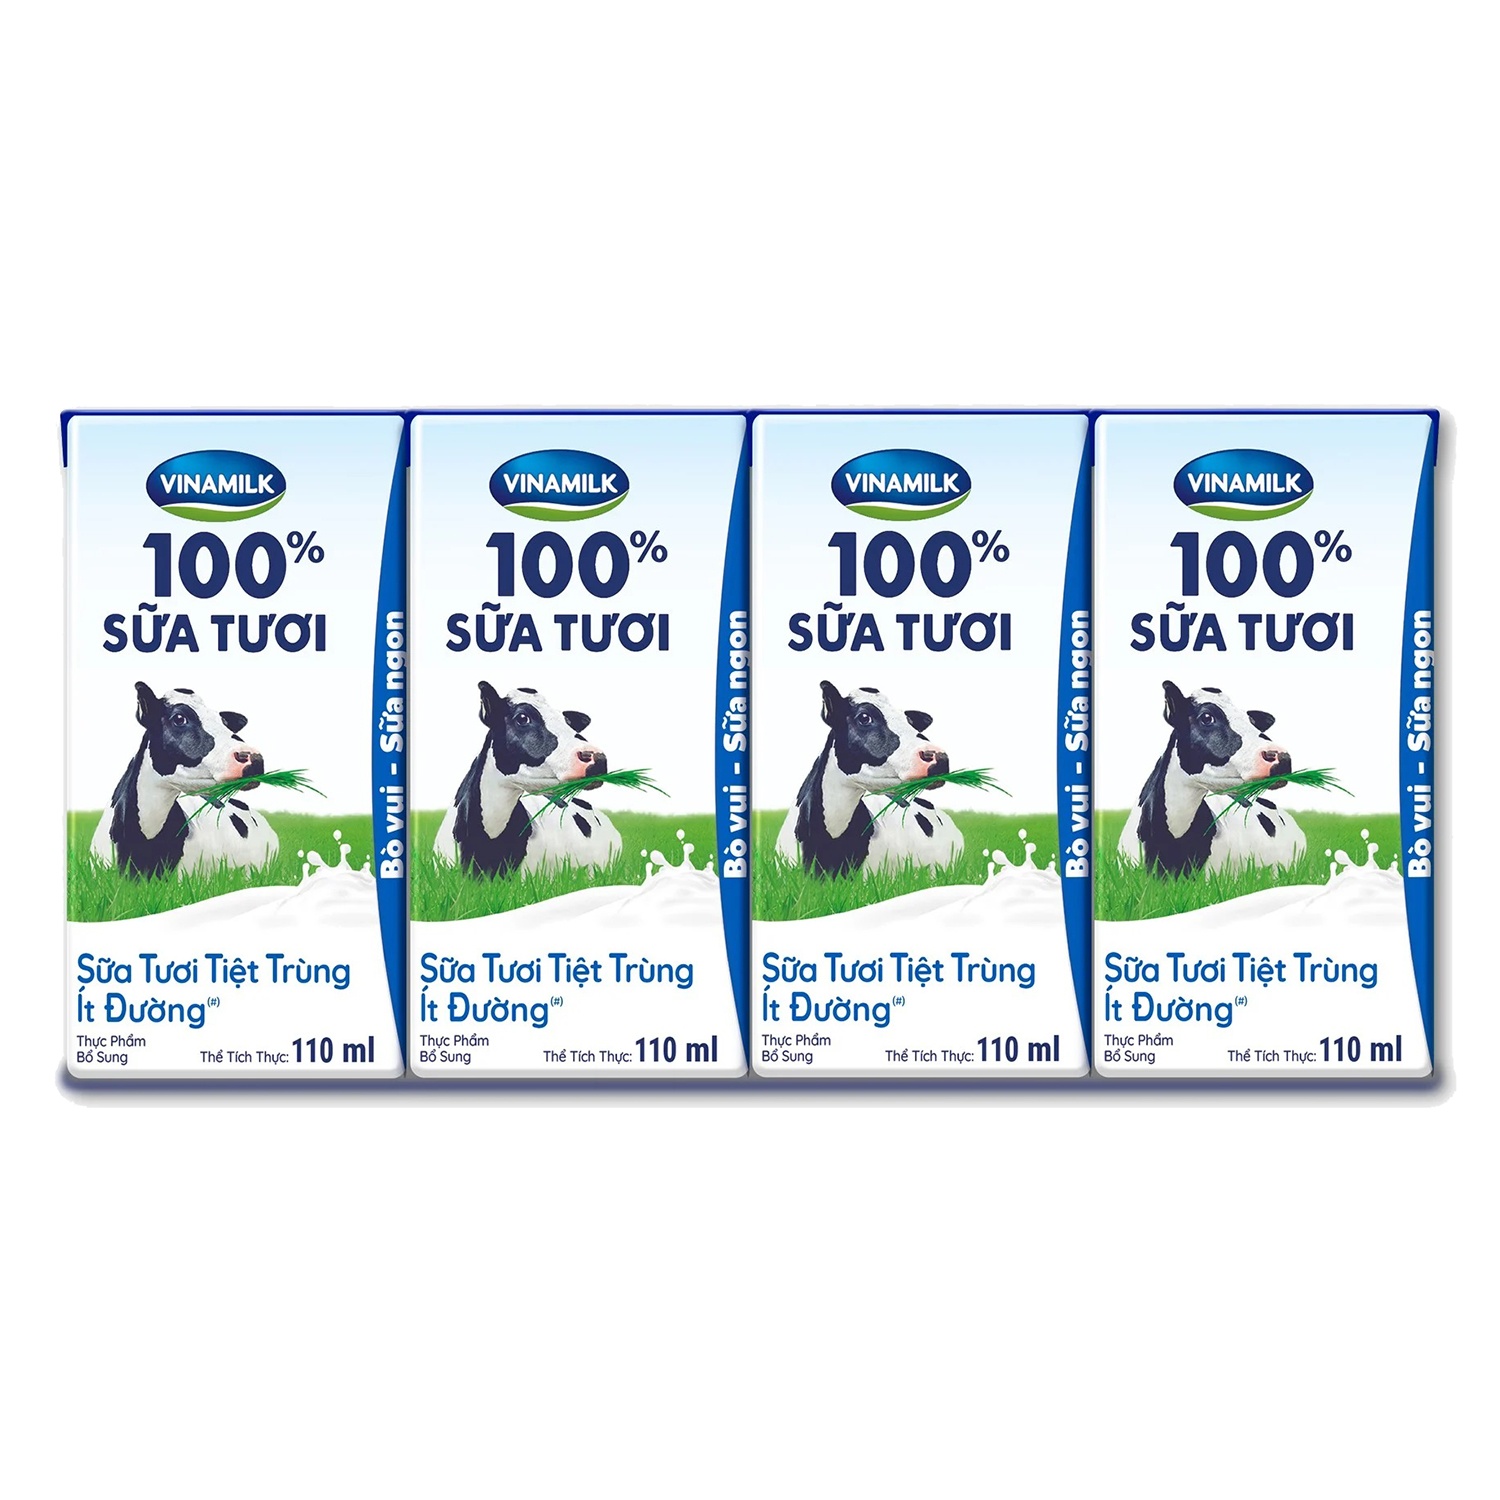 VINAMILK
100%
SỮA TƯƠI
Bò vui - Sữa ngon
Sữa Tươi Tiệt Trùng
Ít Đường(#)
Thực Phẩm
Bổ Sung
Thể Tích Thực: 110 ml
VINAMILK
100%
SỮA TƯƠI
Bò vui - Sữa ngon
Sữa Tươi Tiệt Trùng
Ít Đường(#)
Thực Phẩm
Bổ Sung
Thể Tích Thực: 110 ml
VINAMILK
100%
SỮA TƯƠI
Bò vui - Sữa ngon
Sữa Tươi Tiệt Trùng
Ít Đường(#)
Thực Phẩm
Bổ Sung
Thể Tích Thực: 110 ml
VINAMILK
100%
SỮA TƯƠI
Bò vui - Sữa ngon
Sữa Tươi Tiệt Trùng
Ít Đường(#)
Thực Phẩm
Bổ Sung
Thể Tích Thực: 110 ml